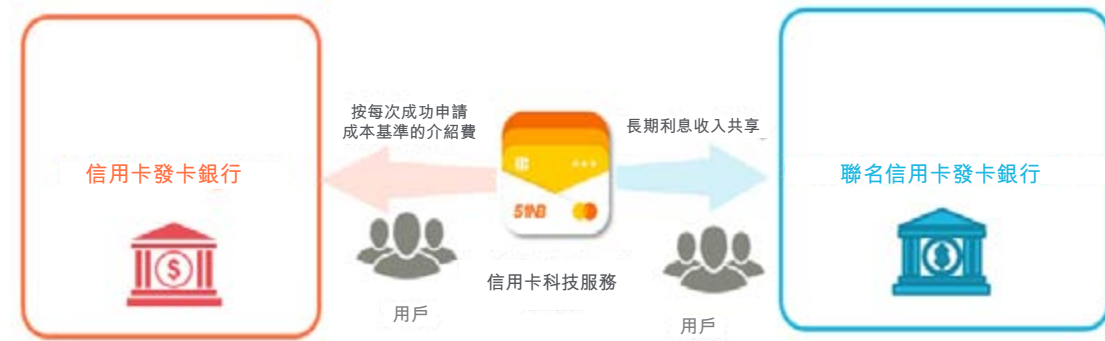 按每次成功申請
成本基準的介紹費
長期利息收入共享
信用卡發卡銀行
聯名信用卡發卡銀行
51NB
信用卡科技服務
用戶
用戶